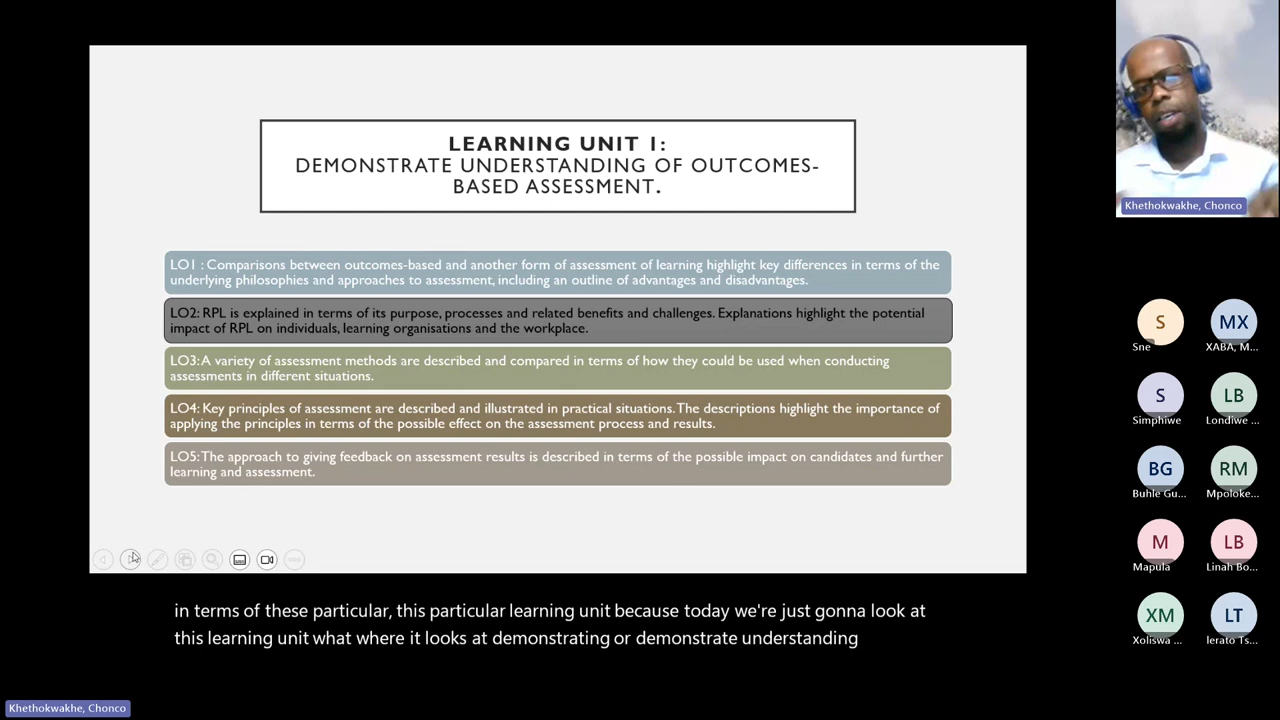 LEARNING UNIT 1:
DEMONSTRATE UNDERSTANDING OF OUTCOMES-
BASED ASSESSMENT.
LO1 : Comparisons between outcomes-based and another form of assessment of learning highlight key differences in terms of the
underlying philosophies and approaches to assessment, including an outline of advantages and disadvantages.
LO2: RPL is explained in terms of its purpose, processes and related benefits and challenges. Explanations highlight the potential
impact of RPL on individuals, learning organisations and the workplace.
LO3: A variety of assessment methods are described and compared in terms of how they could be used when conducting
assessments in different situations.
LO4: Key principles of assessment are described and illustrated in practical situations. The descriptions highlight the importance of
applying the principles in terms of the possible effect on the assessment process and results.
LO5: The approach to giving feedback on assessment results is described in terms of the possible impact on candidates and further
learning and assessment.
in terms of these particular, this particular learning unit because today we're just gonna look at
this learning unit what where it looks at demonstrating or demonstrate understanding
Khethokwakhe, Chonco
Khethokwakhe, Chonco
S
MX
Sne
XABA, M...
S
LB
Simphiwe
Londiwe ...
BG
RM
Buhle Gu...
Mpoloke...
M
LB
Mapula
Linah Bo...
XM
LT
Xoliswa ...
lerato Ts...